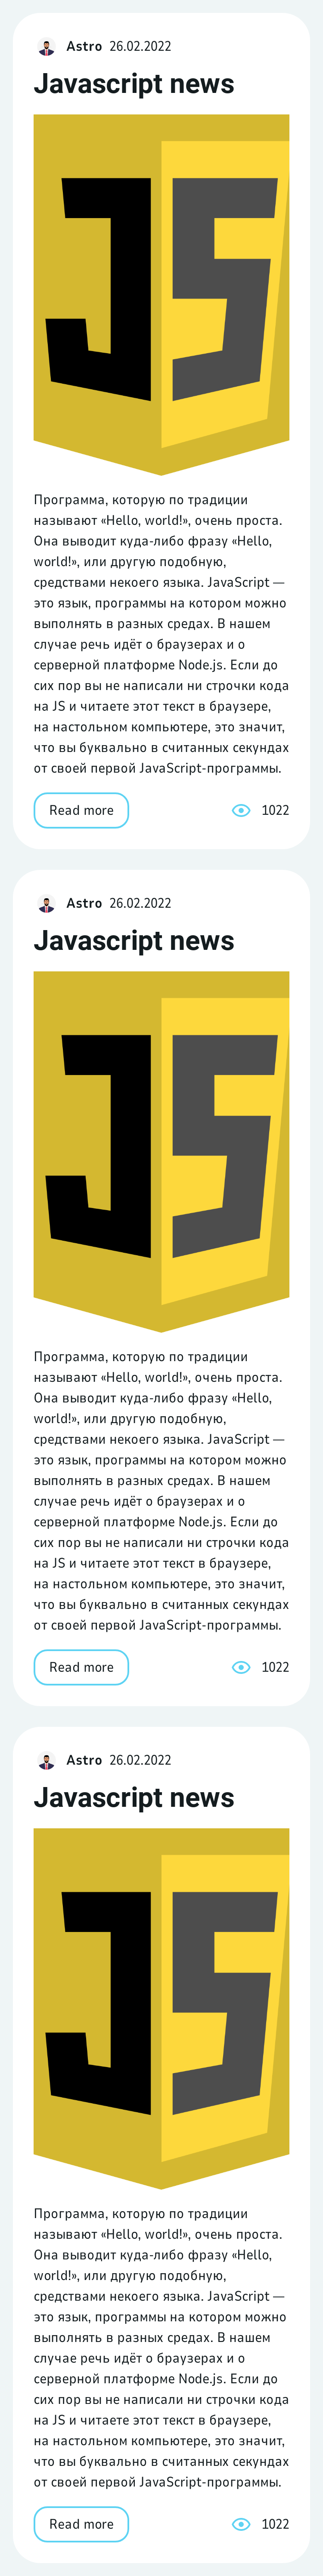 Astro 26.02.2022
Javascript news
JS
Программа, которую по традиции
называют «Hello, world!», очень проста.
Она выводит куда-либо фразу «Hello,
world!», или другую подобную,
средствами некоего языка. JavaScript —
это язык, программы на котором можно
выполнять в разных средах. В нашем
случае речь идёт о браузерах и о
серверной платформе Node.js. Если до
сих пор вы не написали ни строчки кода
на JS и читаете этот текст в браузере,
на настольном компьютере, это значит,
что вы буквально в считанных секундах
от своей первой JavaScript-программы.
Read more 1022
Astro 26.02.2022
Javascript news
JS
Программа, которую по традиции
называют «Hello, world!», очень проста.
Она выводит куда-либо фразу «Hello,
world!», или другую подобную,
средствами некоего языка. JavaScript —
это язык, программы на котором можно
выполнять в разных средах. В нашем
случае речь идёт о браузерах и о
серверной платформе Node.js. Если до
сих пор вы не написали ни строчки кода
на JS и читаете этот текст в браузере,
на настольном компьютере, это значит,
что вы буквально в считанных секундах
от своей первой JavaScript-программы.
Read more 1022
Astro 26.02.2022
Javascript news
JS
Программа, которую по традиции
называют «Hello, world!», очень проста.
Она выводит куда-либо фразу «Hello,
world!», или другую подобную,
средствами некоего языка. JavaScript —
это язык, программы на котором можно
выполнять в разных средах. В нашем
случае речь идёт о браузерах и о
серверной платформе Node.js. Если до
сих пор вы не написали ни строчки кода
на JS и читаете этот текст в браузере,
на настольном компьютере, это значит,
что вы буквально в считанных секундах
от своей первой JavaScript-программы.
Read more 1022